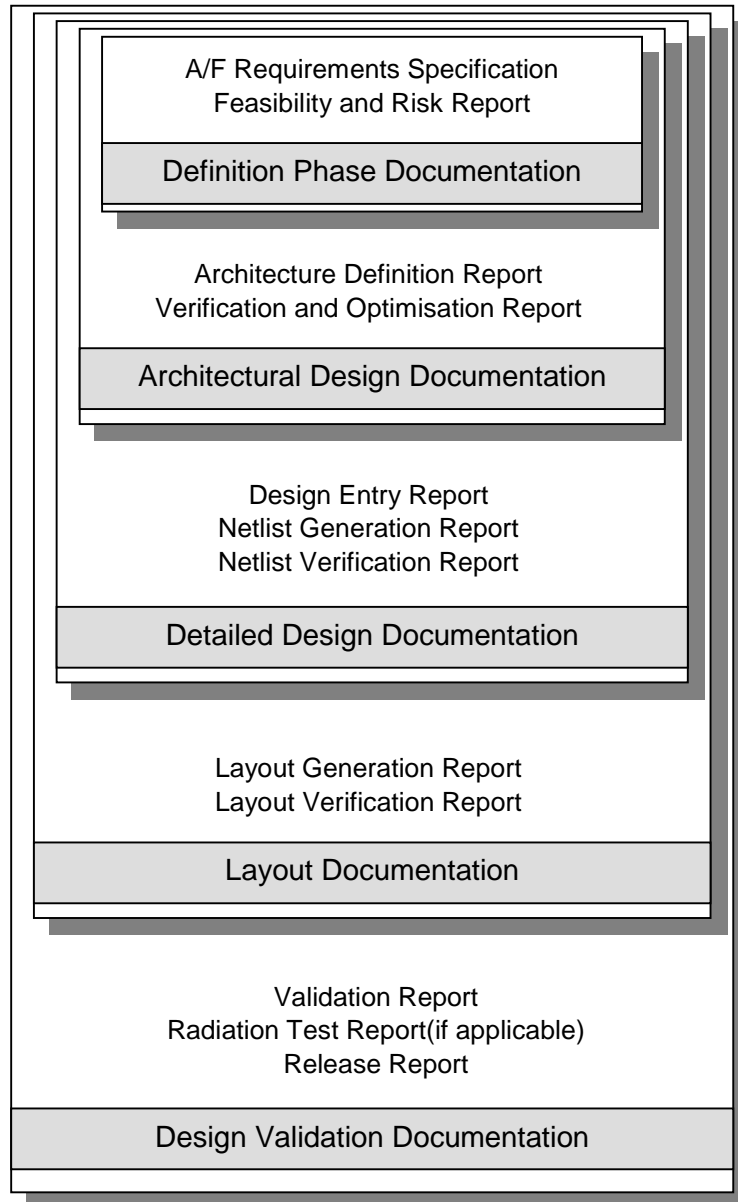 A/F Requirements Specification
Feasibility and Risk Report
Definition Phase Documentation
Architecture Definition Report
Verification and Optimisation Report
Architectural Design Documentation
Design Entry Report
Netlist Generation Report
Netlist Verification Report
Detailed Design Documentation
Layout Generation Report
Layout Verification Report
Layout Documentation
Validation Report
Radiation Test Report(if applicable)
Release Report
Design Validation Documentation